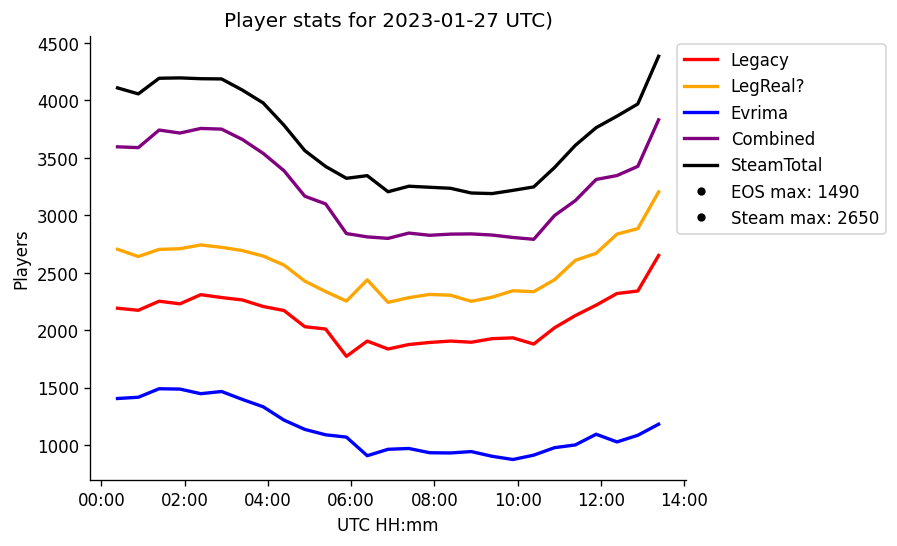 Player stats for 2023-01-27 UTC)
4500
4000
3500
3000
2500
2000
1500
1000
Players
00:00
02:00
04:00
06:00
08:00
10:00
12:00
14:00
UTC HH:mm
Legacy
LegReal?
Evrima
Combined
SteamTotal
EOS max: 1490
Steam max: 2650